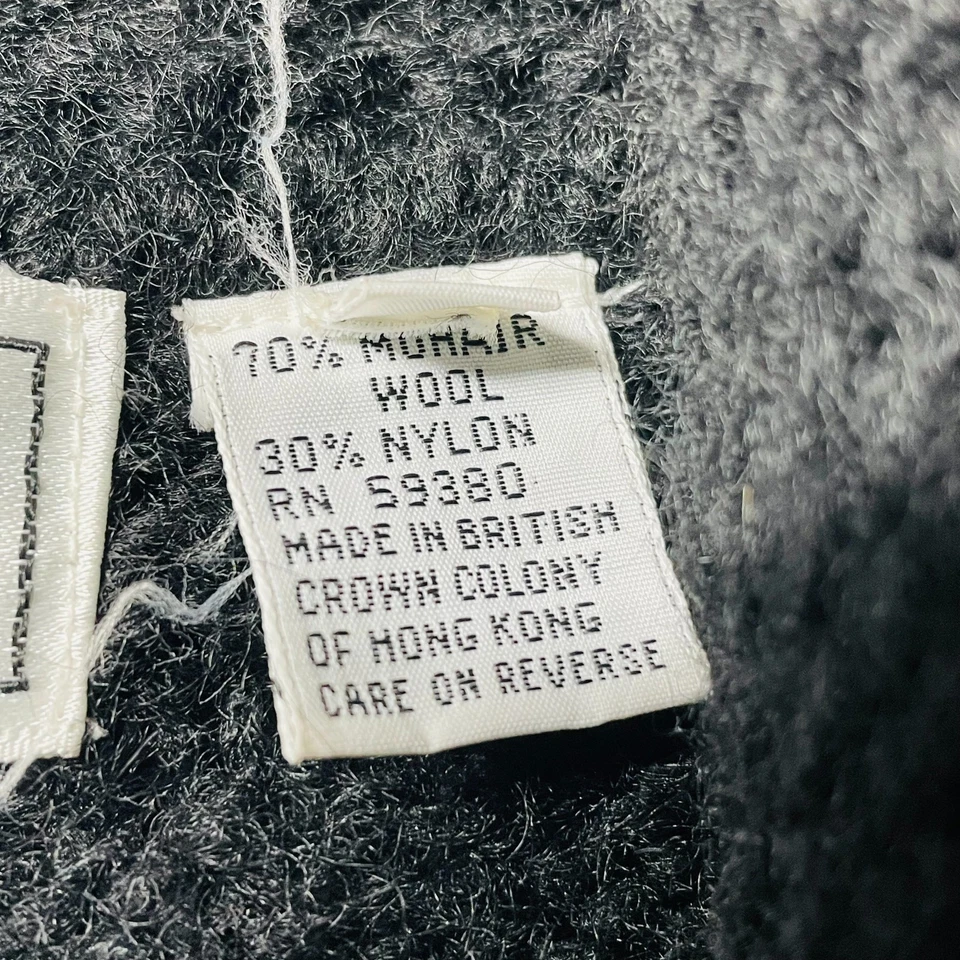 70% MOHAIR
WOOL
30% NYLON
RN 59380
MADE IN BRITISH
CROWN COLONY
OF HONG KONG
CARE ON REVERSE